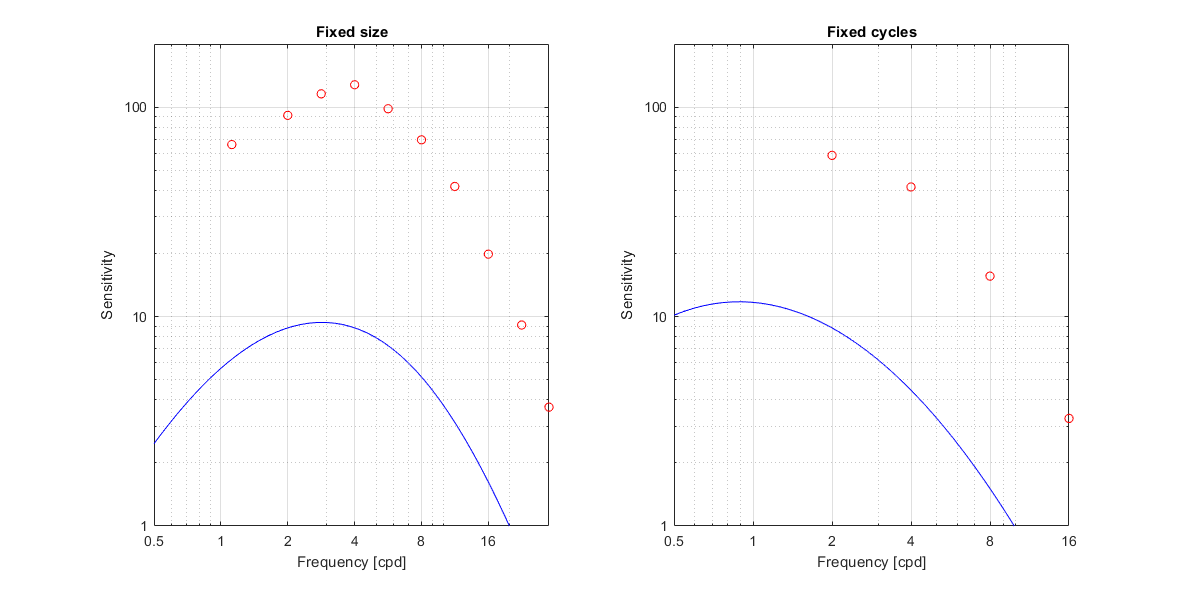 Fixed size
Sensitivity
100
10
1
0.5 1 2 4 8 16
Frequency [cpd]
Fixed cycles
Sensitivity
100
10
1
0.5 1 2 4 8 16
Frequency [cpd]